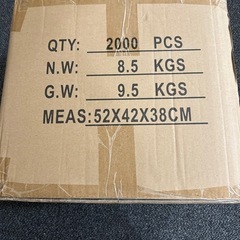 QTY: 2000 PCS
N.W: 8.5 KGS
G.W: 9.5 KGS
MEAS:52X42X38CM